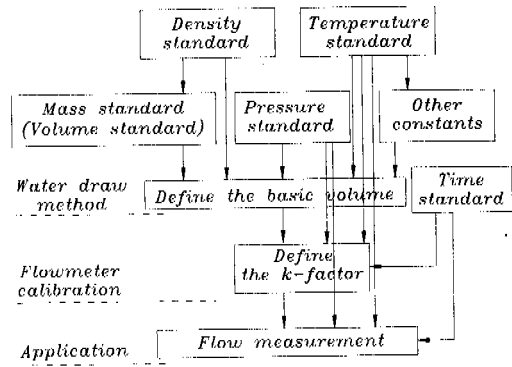 Density
standard
Temperature
standard
Mass standard
(Volume standard)
Pressure
standard
Other
constants
Water draw
method
Define the basic volume
Time
standard
Flowmeter
calibration
Define
the k-factor
Application
Flow measurement